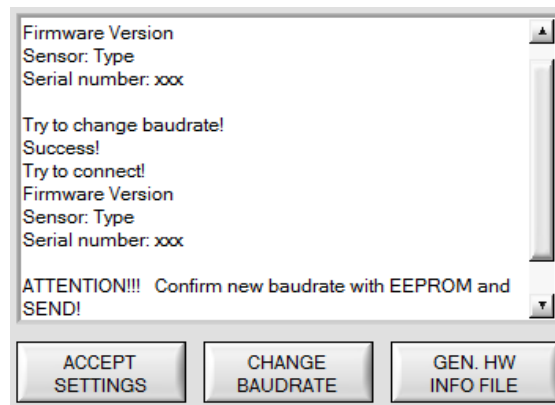 Firmware Version
Sensor: Type
Serial number: xxx
Try to change baudrate!
Success!
Try to connect!
Firmware Version
Sensor: Type
Serial number: xxx
ATTENTION!!!   Confirm new baudrate with EEPROM and
SEND!
ACCEPT
SETTINGS
CHANGE
BAUDRATE
GEN. HW
INFO FILE